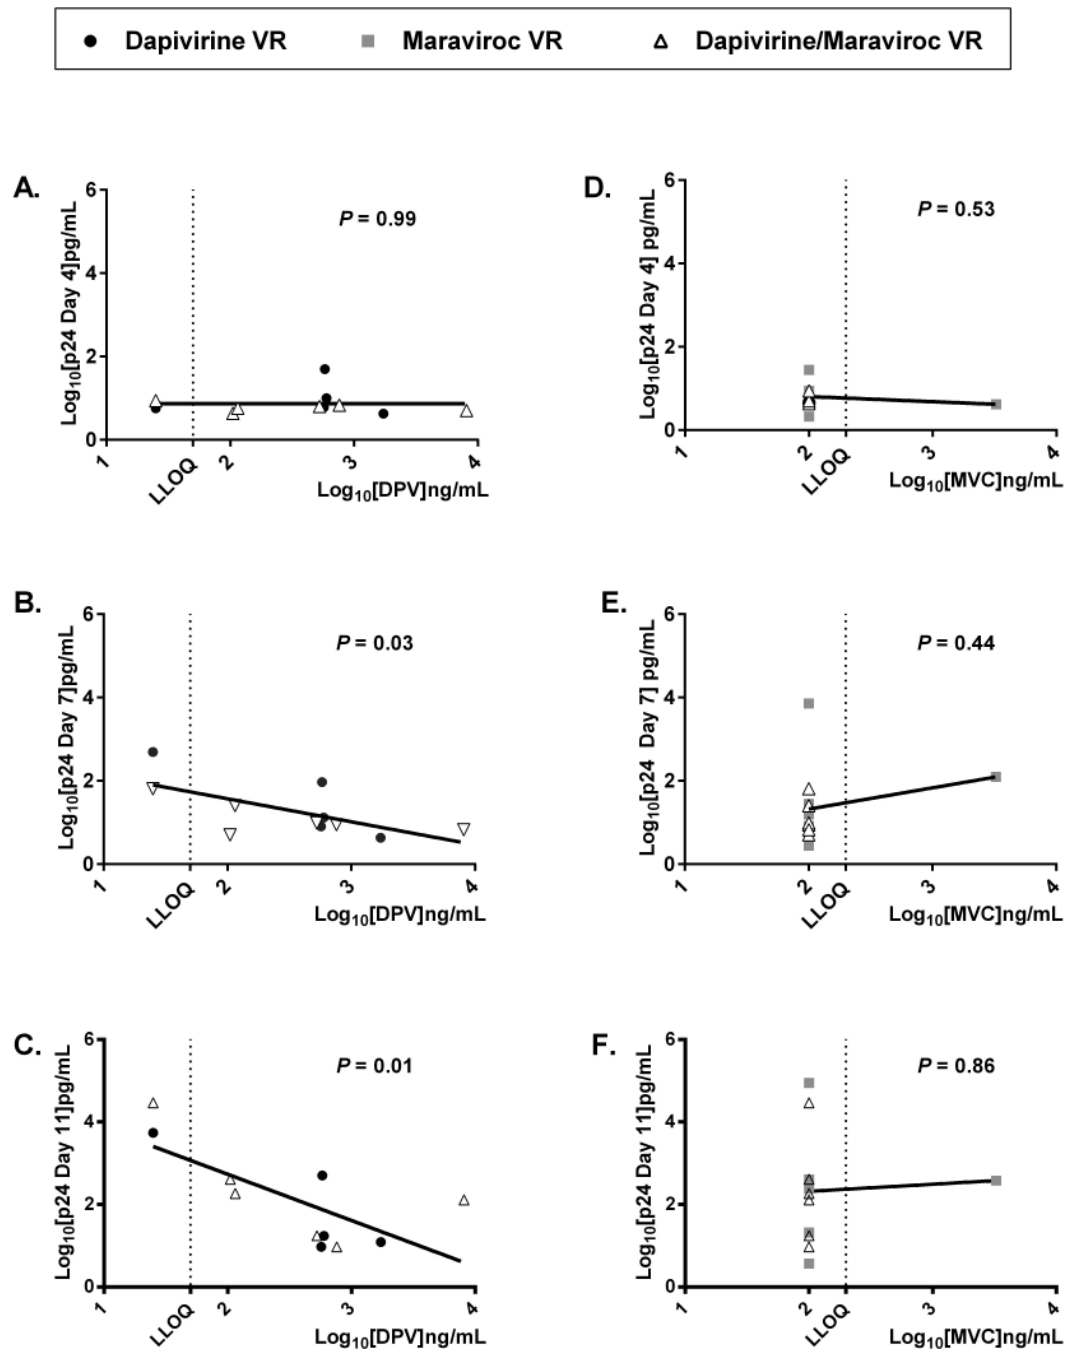 Dapivirine VR Maraviroc VR Dapivirine/Maraviroc VR
A.
P = 0.99
Log10[p24 Day 4]pg/mL
6
4
2
0
1 LLOQ 2 3 4
Log10[DPV]ng/mL
D.
P = 0.53
Log10[p24 Day 4] pg/mL
6
4
2
0
1 2 LLOQ 3 4
Log10[MVC]ng/mL
B.
P = 0.03
Log10[p24 Day 7]pg/mL
6
4
2
0
1 LLOQ 2 3 4
Log10[DPV]ng/mL
E.
P = 0.44
Log10[p24 Day 7] pg/mL
6
4
2
0
1 2 LLOQ 3 4
Log10[MVC]ng/mL
C.
P = 0.01
Log10[p24 Day 11]pg/mL
6
4
2
0
1 LLOQ 2 3 4
Log10[DPV]ng/mL
F.
P = 0.86
Log10[p24 Day 11]pg/mL
6
4
2
0
1 2 LLOQ 3 4
Log10[MVC]ng/mL